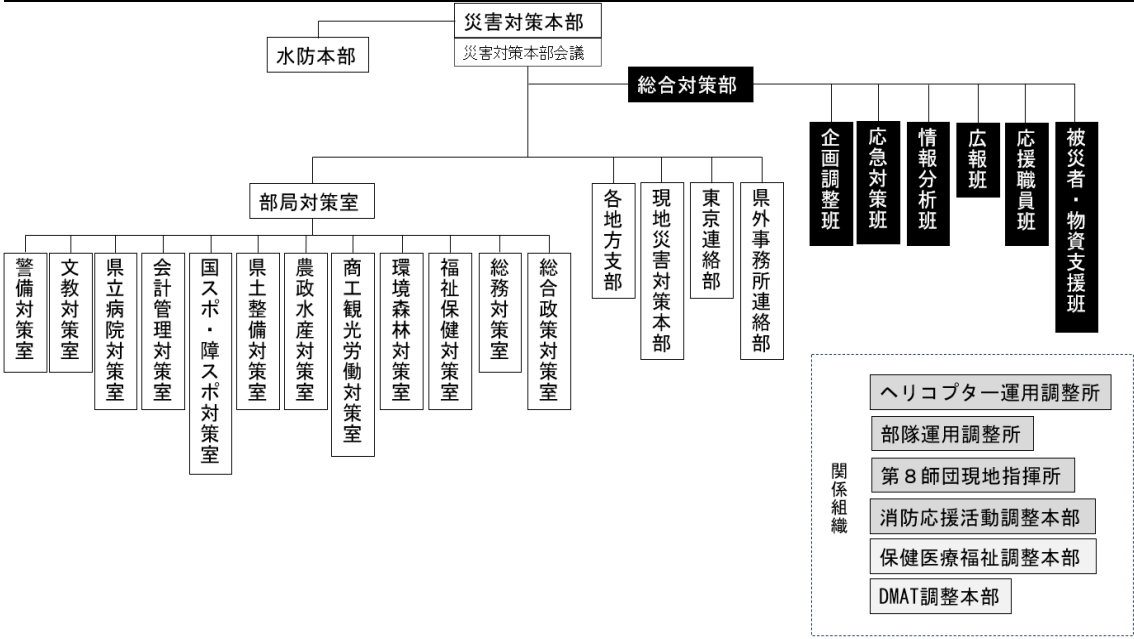 災害対策本部
災害対策本部会議
水防本部
総合対策部
企画調整班
応急対策班
情報分析班
広報班
応援職員班
被災者・物資支援班
部局対策室
各地方支部
現地災害対策本部
東京連絡部
県外事務所連絡部
警備対策室
文教対策室
県立病院対策室
会計管理対策室
国スポ・障スポ対策室
県土整備対策室
農政水産対策室
商工観光労働対策室
環境森林対策室
福祉保健対策室
総務対策室
総合政策対策室
関係組織
ヘリコプター運用調整所
部隊運用調整所
第８師団現地指揮所
消防応援活動調整本部
保健医療福祉調整本部
DMAT調整本部